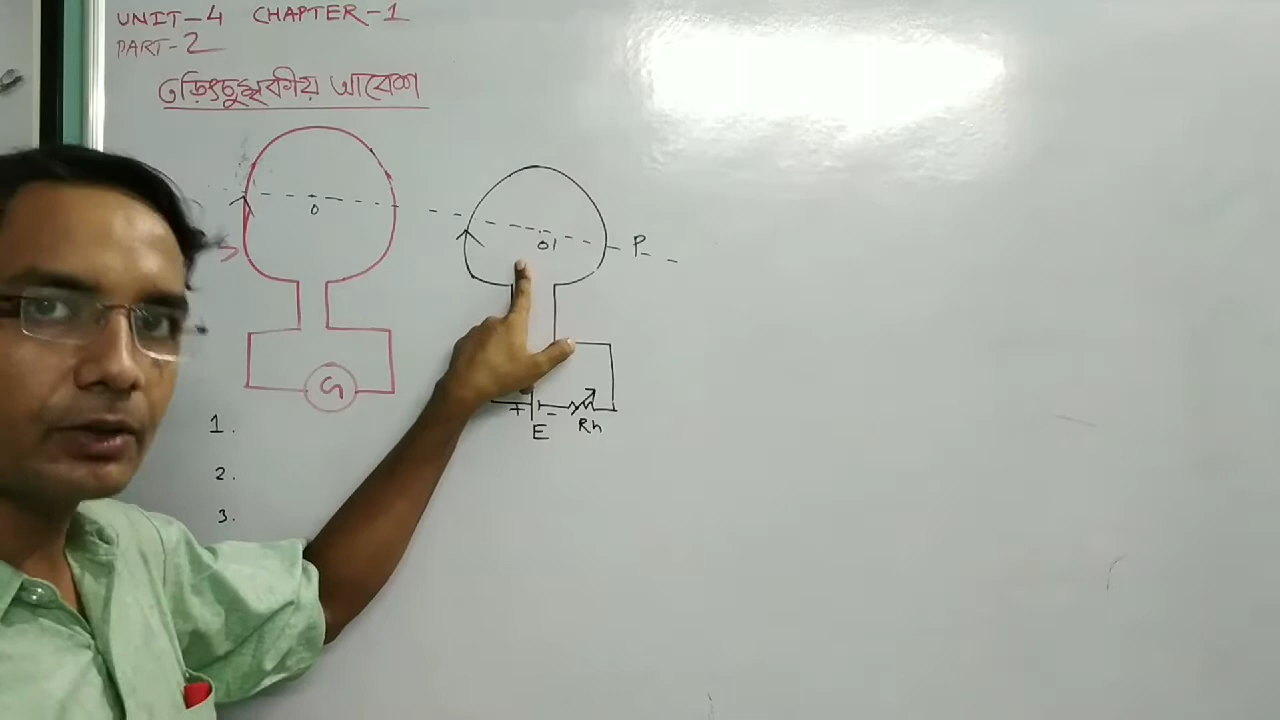 UNIT-4 CHAPTER-1
PART-2
তড়িৎচুম্বকীয় আবেশ
O
O1
P
G
+ -
E
Rh
1.
2.
3.